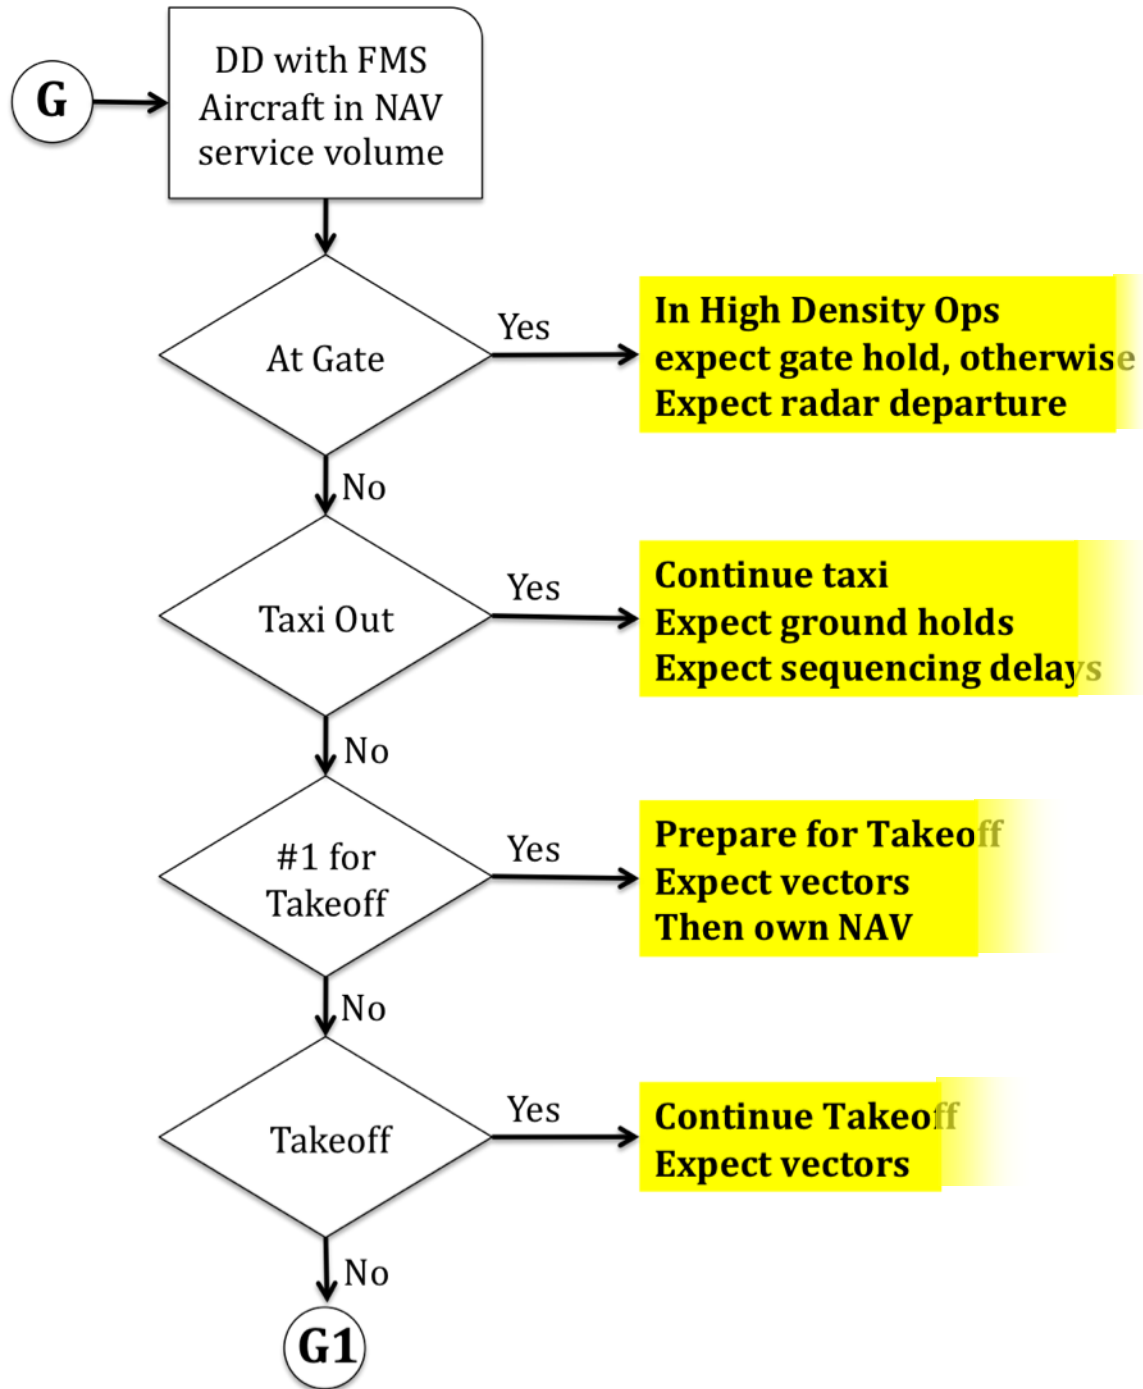 G
DD with FMS
Aircraft in NAV
service volume
At Gate
Yes
In High Density Ops
expect gate hold, otherwise
Expect radar departure
No
Taxi Out
Yes
Continue taxi
Expect ground holds
Expect sequencing delays
No
#1 for
Takeoff
Yes
Prepare for Takeoff
Expect vectors
Then own NAV
No
Takeoff
Yes
Continue Takeoff
Expect vectors
No
G1